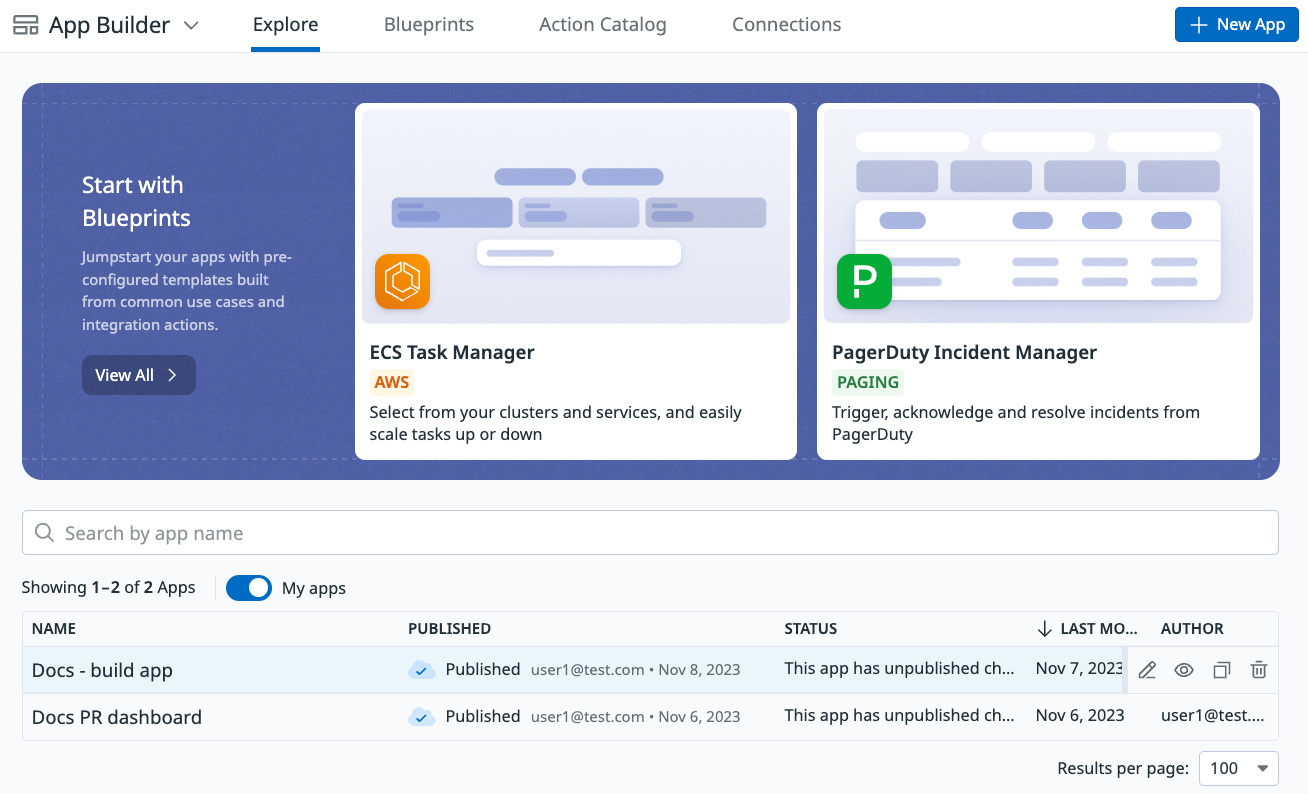 App Builder Explore Blueprints Action Catalog Connections New App
Start with
Blueprints
Jumpstart your apps with pre-
configured templates built
from common use cases and
integration actions.
View All
ECS Task Manager
AWS
Select from your clusters and services, and easily
scale tasks up or down
P
PagerDuty Incident Manager
PAGING
Trigger, acknowledge and resolve incidents from
PagerDuty
Search by app name
Showing 1–2 of 2 Apps My apps
NAME PUBLISHED STATUS LAST MO... AUTHOR
Docs - build app Published user1@test.com • Nov 8, 2023 This app has unpublished ch... Nov 7, 2023
Docs PR dashboard Published user1@test.com • Nov 6, 2023 This app has unpublished ch... Nov 6, 2023 user1@test....
Results per page: 100